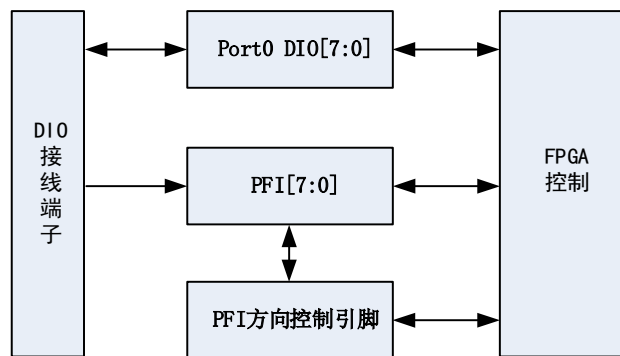 DIO
接
线
端
子
Port0 DIO[7:0]
PFI[7:0]
PFI方向控制引脚
FPGA
控制